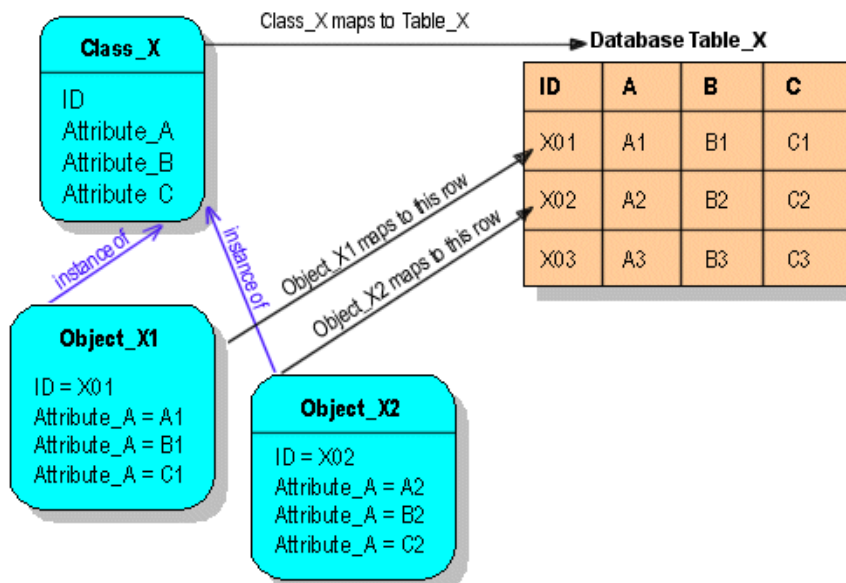 Class_X maps to Table_X
Class_X
ID
Attribute_A
Attribute_B
Attribute C
Database Table_X
ID A B C
X01 A1 B1 C1
X02 A2 B2 C2
X03 A3 B3 C3
instance of
instance of
Object_X1 maps to this row
Object_X2 maps to this row
Object_X1
ID = X01
Attribute_A = A1
Attribute_A = B1
Attribute_A = C1
Object_X2
ID = X02
Attribute_A = A2
Attribute_A = B2
Attribute_A = C2